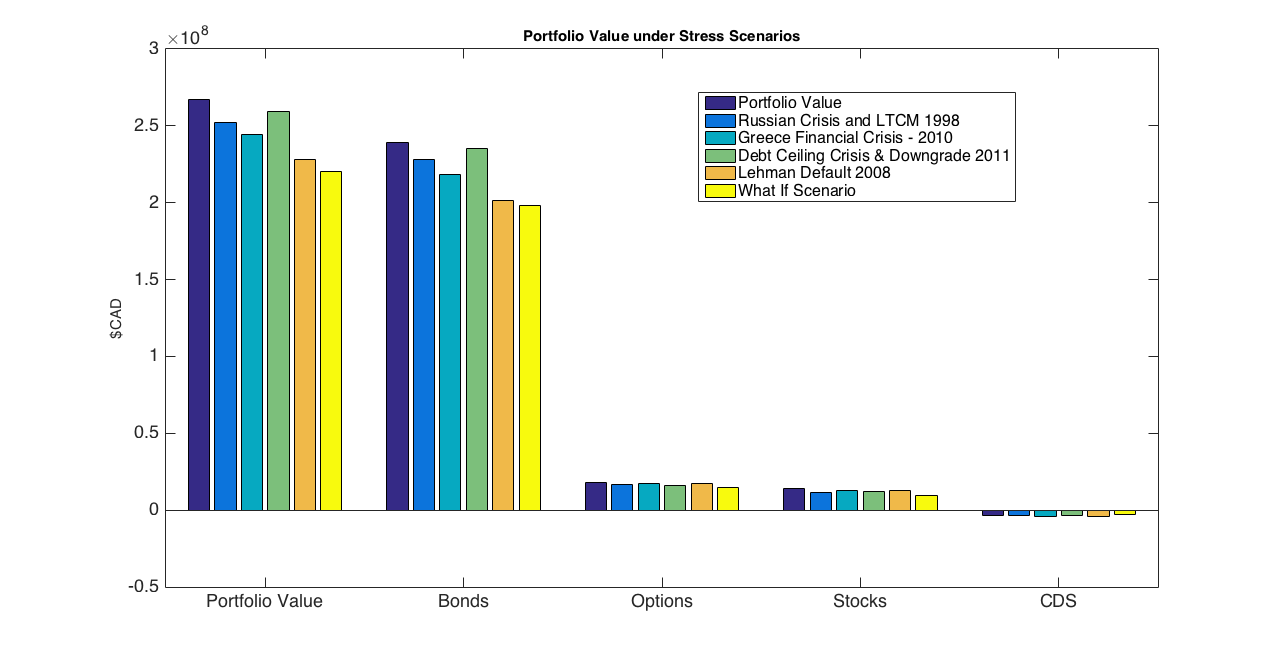 Portfolio Value under Stress Scenarios
×10^8
3
2.5
2
1.5
1
0.5
0
-0.5
$CAD
Portfolio Value
Russian Crisis and LTCM 1998
Greece Financial Crisis - 2010
Debt Ceiling Crisis & Downgrade 2011
Lehman Default 2008
What If Scenario
Portfolio Value Bonds Options Stocks CDS